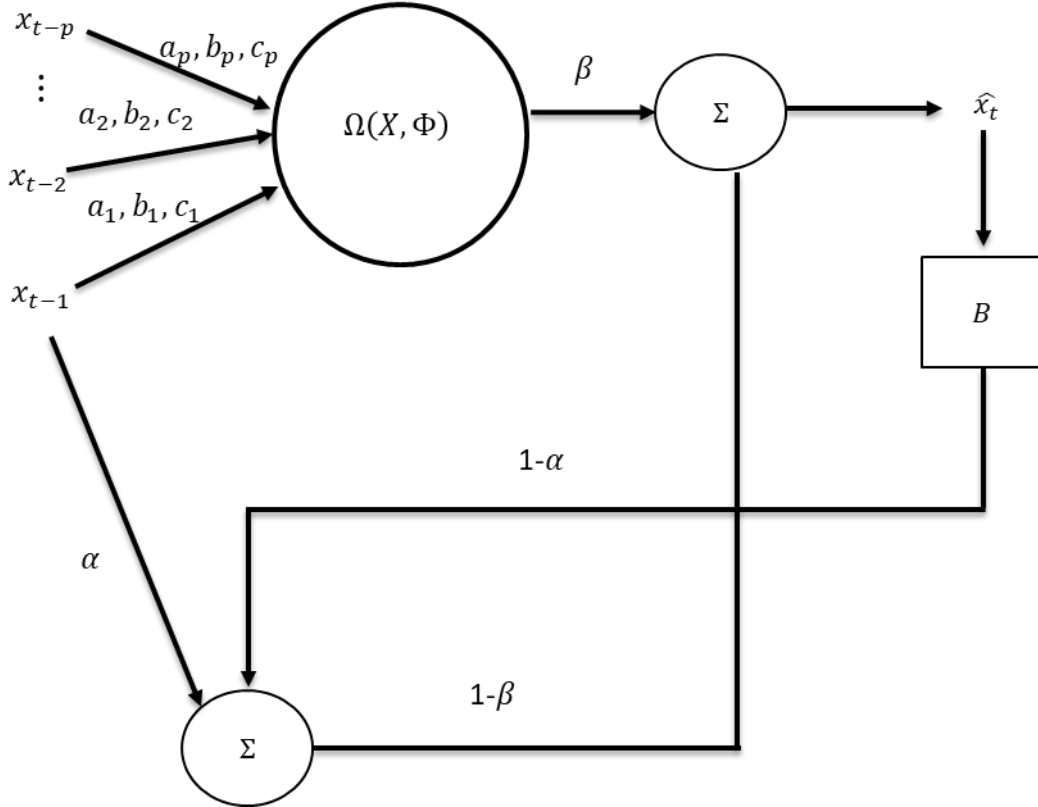 x_{t-p}
a_p, b_p, c_p
⋮
a_2, b_2, c_2
x_{t-2}
a_1, b_1, c_1
x_{t-1}
Ω(X, Φ)
β
Σ
x̂_t
B
1-α
α
1-β
Σ